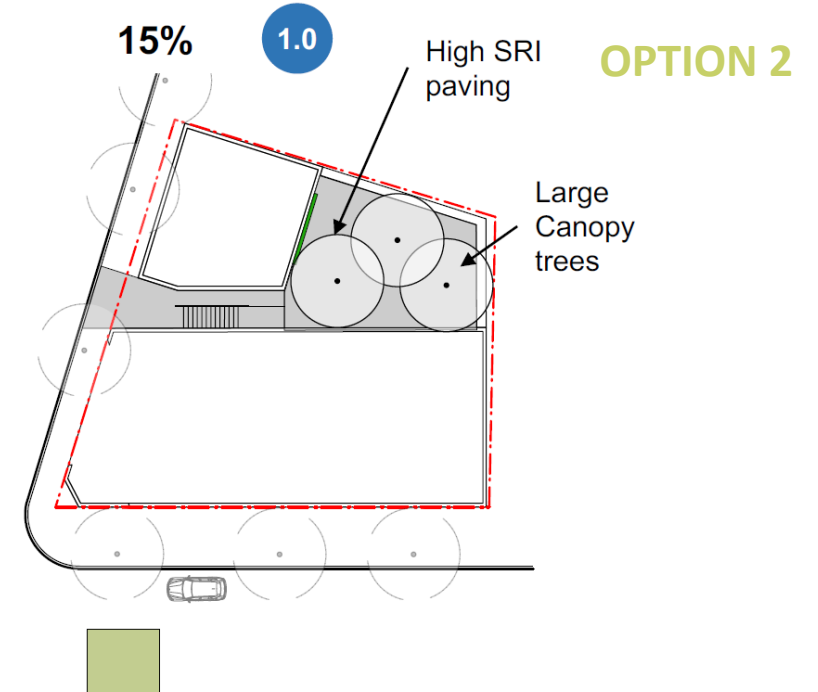 15%
1.0
High SRI
paving
OPTION 2
Large
Canopy
trees